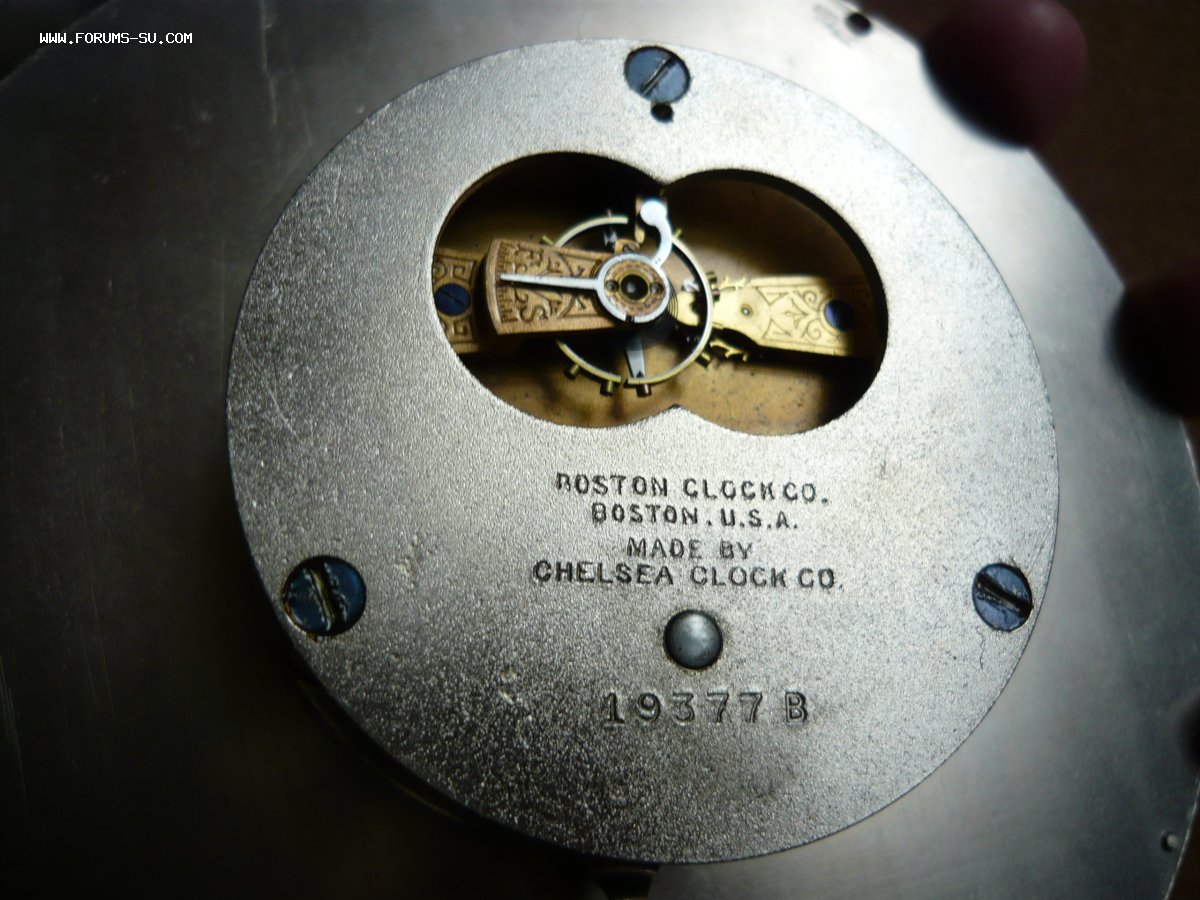 WWW.FORUMS-SU.COM
BOSTON CLOCK CO.
BOSTON. U.S.A.
MADE BY
CHELSEA CLOCK CO.
19377 B